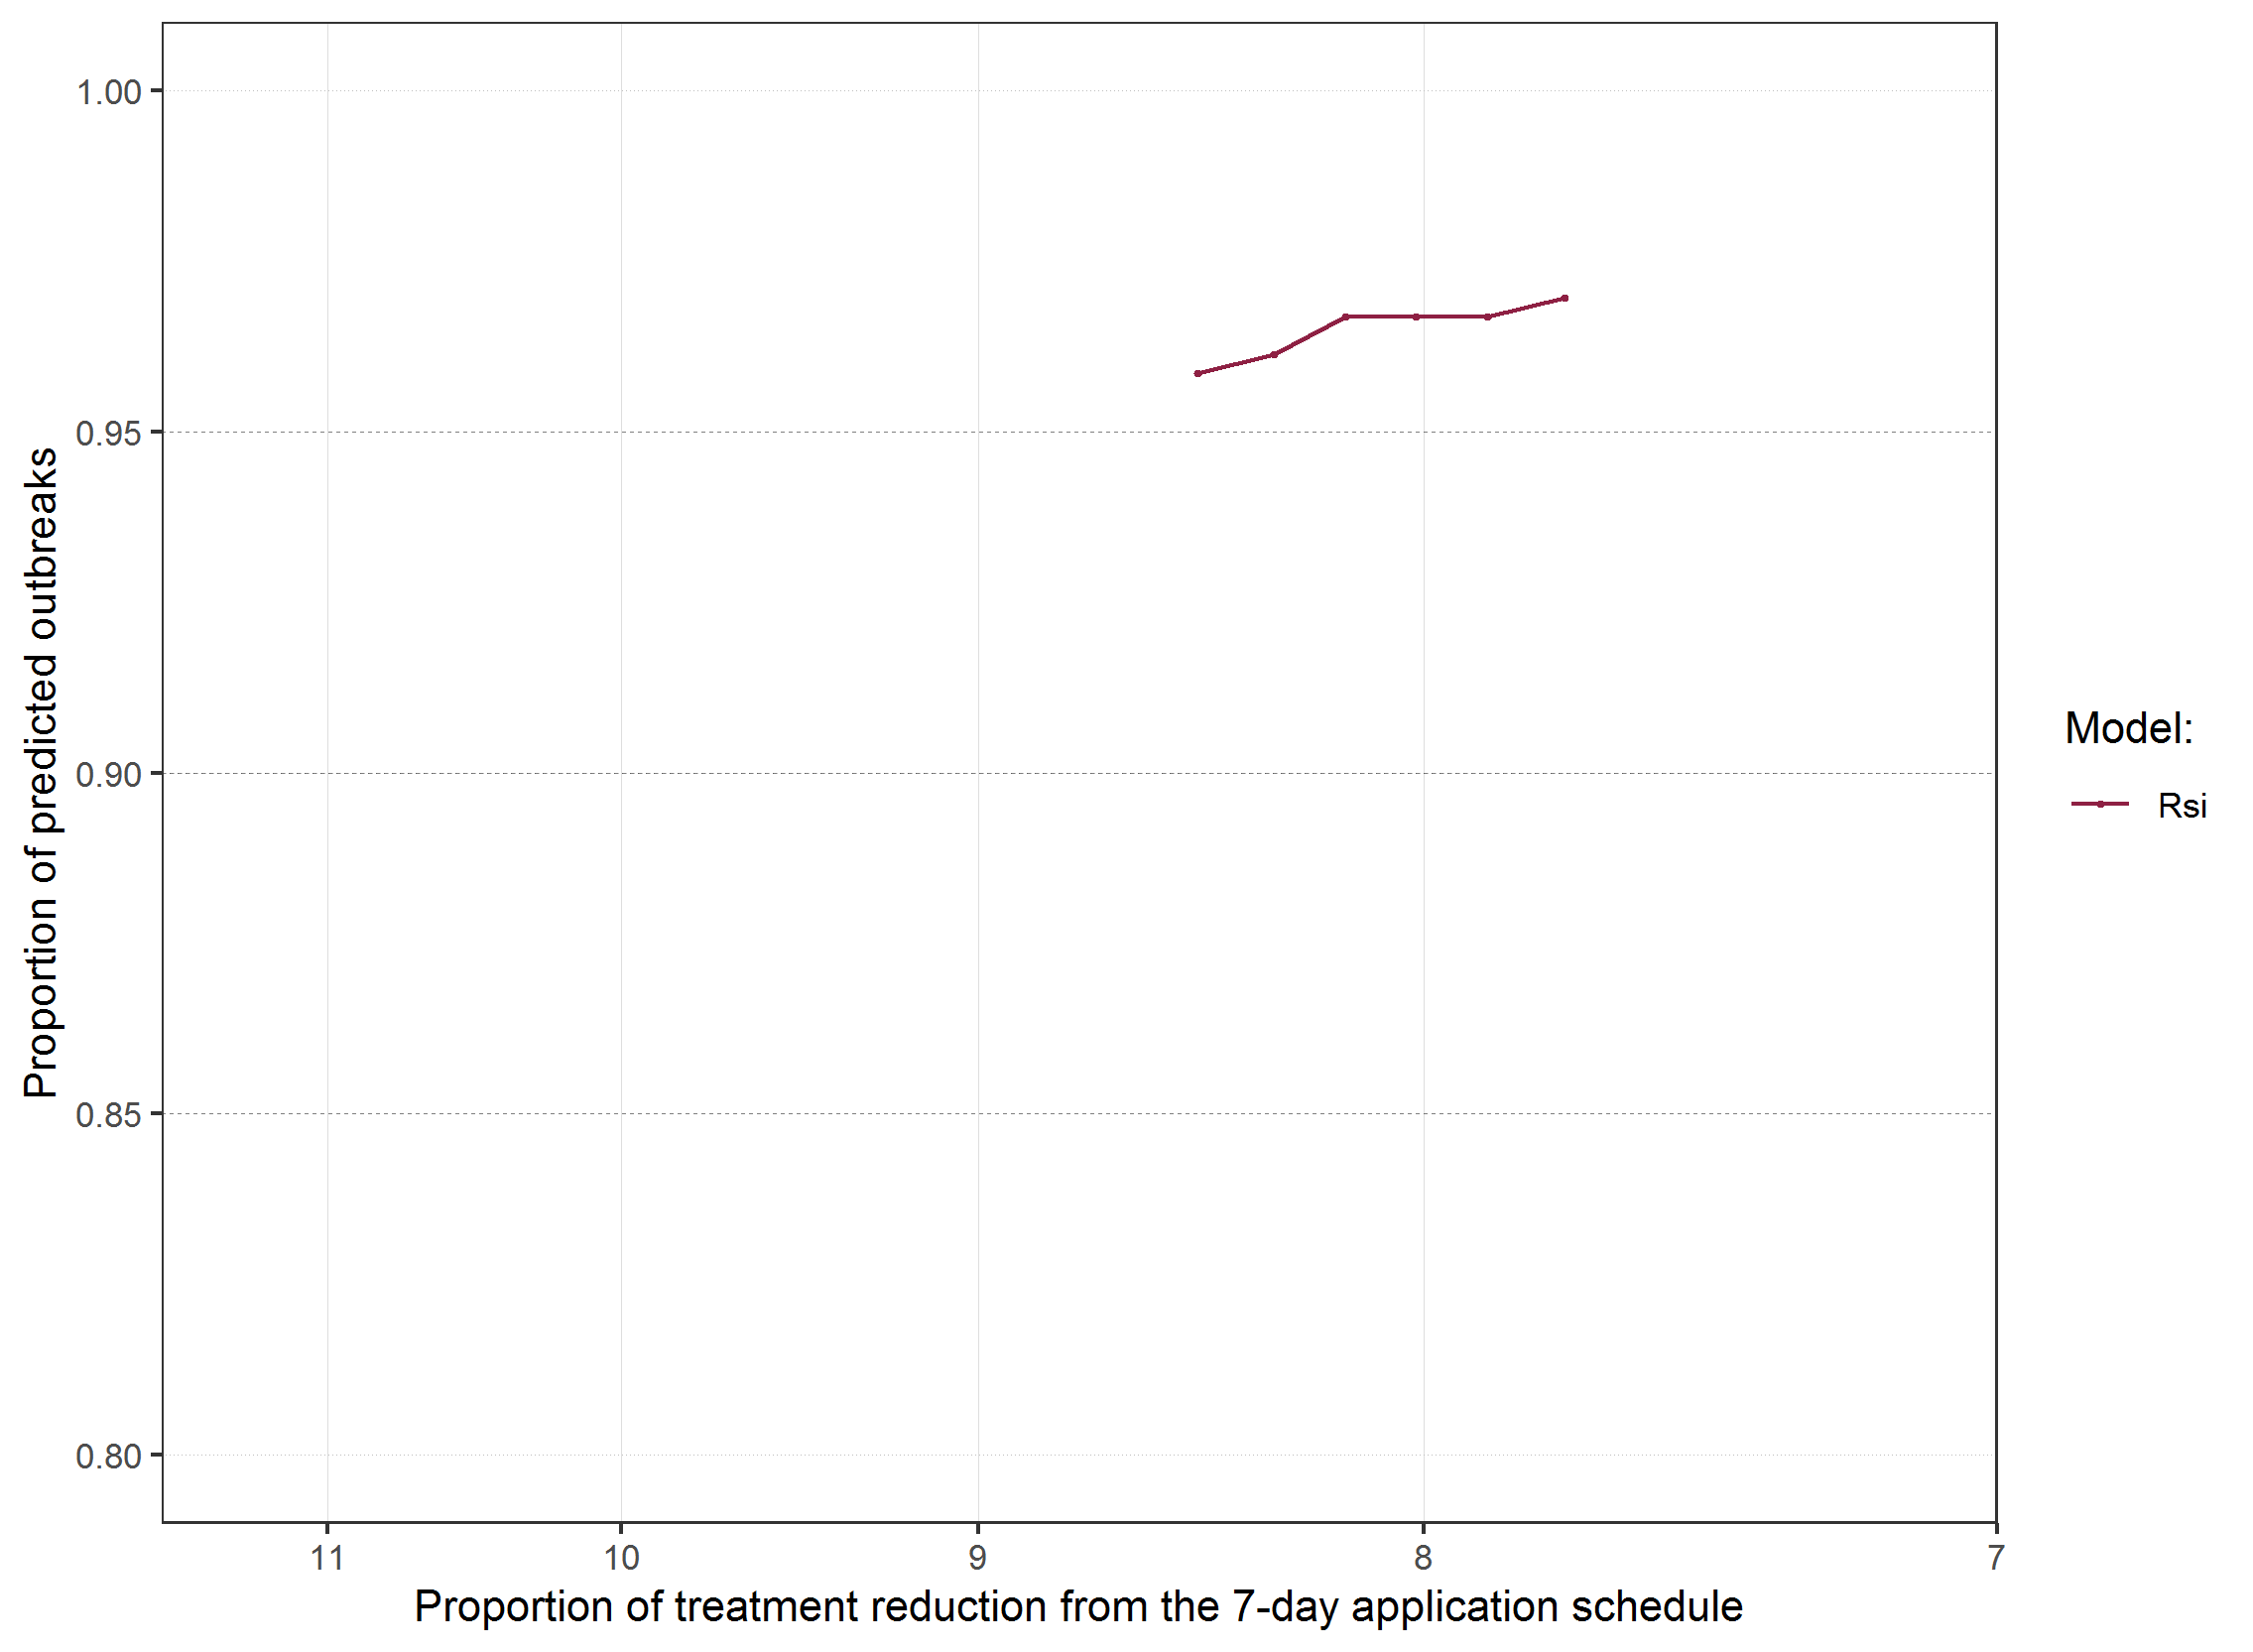 1.00
0.95
0.90
0.85
0.80
Proportion of predicted outbreaks
11 10 9 8 7
Proportion of treatment reduction from the 7-day application schedule
Model:
Rsi